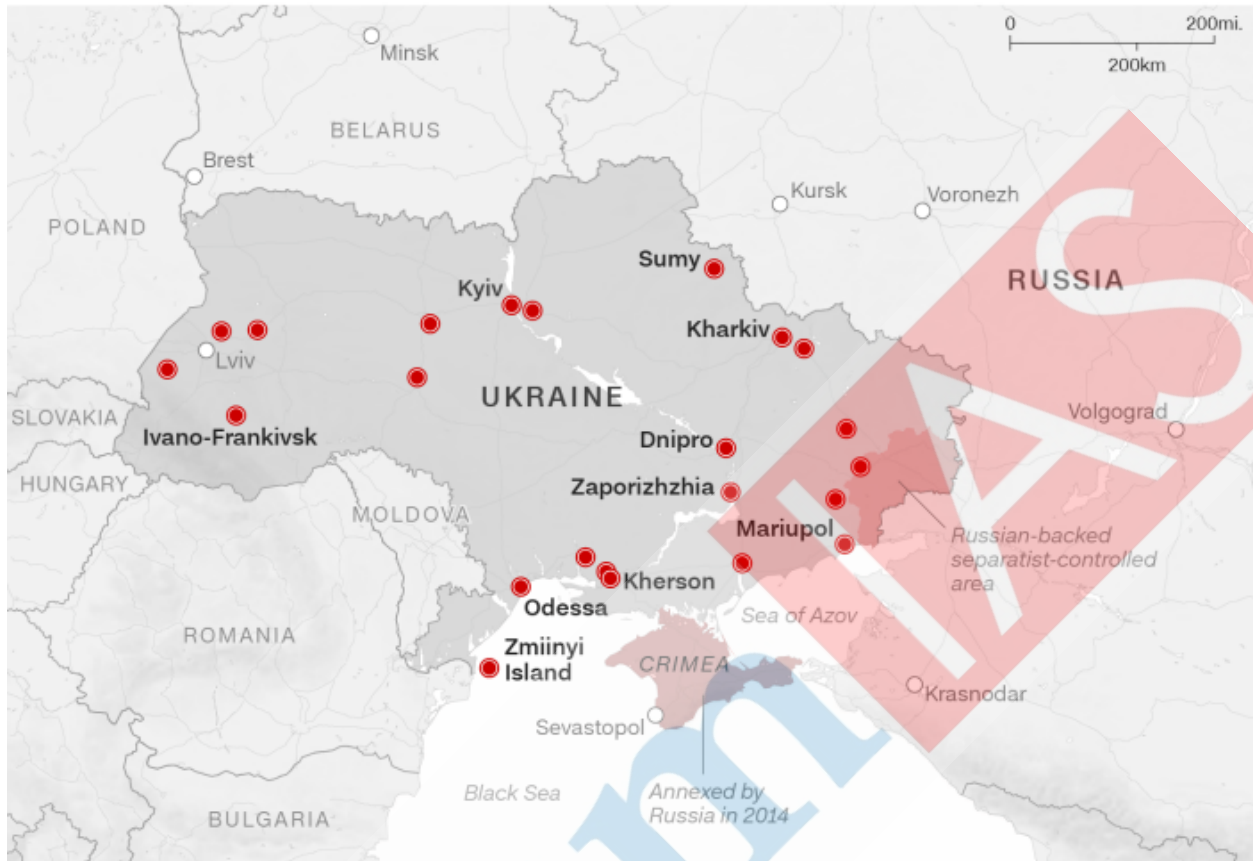 0
200mi.
200km
Minsk
BELARUS
Brest
Kursk
Voronezh
POLAND
Sumy
RUSSIA
Kyiv
Kharkiv
Lviv
UKRAINE
SLOVAKIA
Volgograd
Ivano-Frankivsk
Dnipro
HUNGARY
Zaporizhzhia
MOLDOVA
Mariupol
Russian-backed
separatist-controlled
area
Kherson
Odessa
Sea of Azov
ROMANIA
Zmiinyi
Island
CRIMEA
Krasnodar
Sevastopol
Black Sea
Annexed by
Russia in 2014
BULGARIA
IAS
m